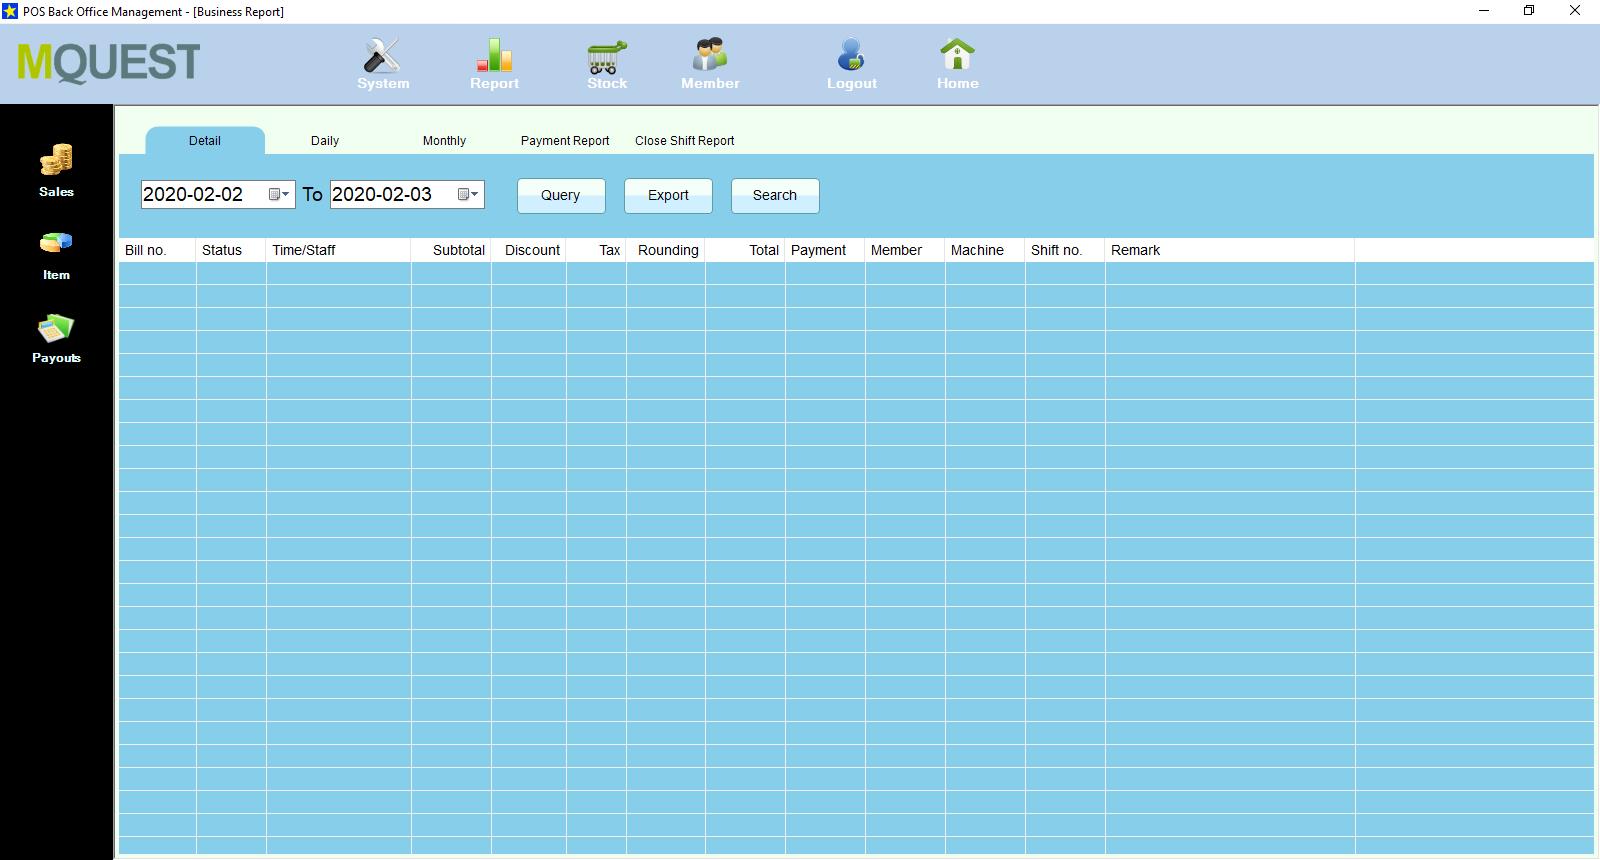 POS Back Office Management - [Business Report]
MQUEST
System Report Stock Member Logout Home
Sales
Item
Payouts
Detail Daily Monthly Payment Report Close Shift Report
2020-02-02 To 2020-02-03 Query Export Search
Bill no. Status Time/Staff Subtotal Discount Tax Rounding Total Payment Member Machine Shift no. Remark